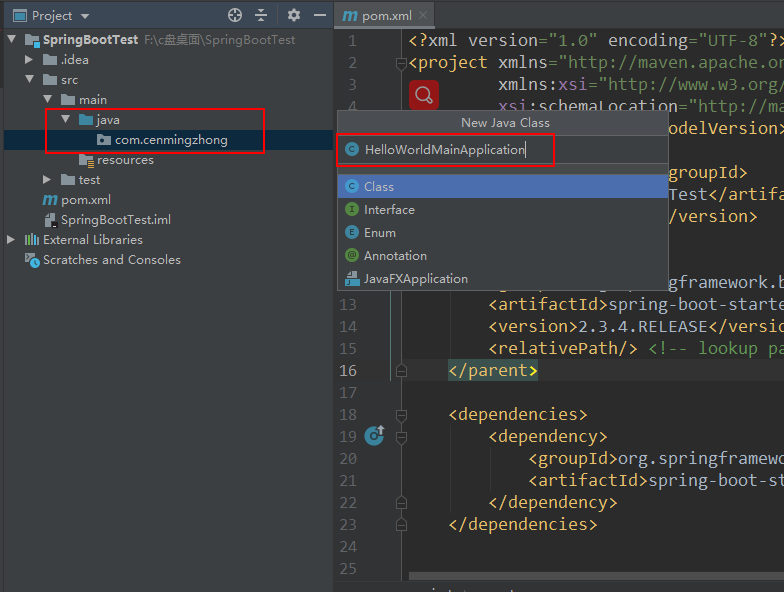 Project
SpringBootTest F:\c盘桌面\SpringBootTest
.idea
src
main
java
com.cenmingzhong
resources
test
pom.xml
SpringBootTest.iml
External Libraries
Scratches and Consoles
pom.xml
1 <?xml version="1.0" encoding="UTF-8"?>
2 <project xmlns="http://maven.apache.or
3 xmlns:xsi="http://www.w3.org/
4 xsi:schemaLocation="http://ma
odelVersion>
groupId>
Test</artifa
/version>
New Java Class
HelloWorldMainApplication
Class
Interface
Enum
Annotation
JavaFXApplication
gframework.b
13 <artifactId>spring-boot-starte
14 <version>2.3.4.RELEASE</versio
15 <relativePath/> <!-- lookup pa
16 </parent>
17
18 <dependencies>
19 <dependency>
20 <groupId>org.springframewo
21 <artifactId>spring-boot-st
22 </dependency>
23 </dependencies>
24
25